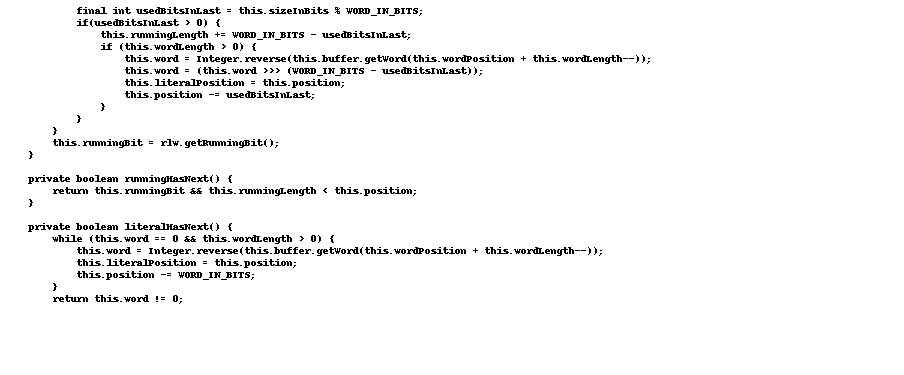 final int usedBitsInLast = this.sizeInBits % WORD_IN_BITS;
if(usedBitsInLast > 0) {
this.runningLength += WORD_IN_BITS - usedBitsInLast;
if (this.wordLength > 0) {
this.word = Integer.reverse(this.buffer.getWord(this.wordPosition + this.wordLength--));
this.word = (this.word >>> (WORD_IN_BITS - usedBitsInLast));
this.literalPosition = this.position;
this.position -= usedBitsInLast;
}
}
}
this.runningBit = rlw.getRunningBit();
}
private boolean runningHasNext() {
return this.runningBit && this.runningLength < this.position;
}
private boolean literalHasNext() {
while (this.word == 0 && this.wordLength > 0) {
this.word = Integer.reverse(this.buffer.getWord(this.wordPosition + this.wordLength--));
this.literalPosition = this.position;
this.position -= WORD_IN_BITS;
}
return this.word != 0;